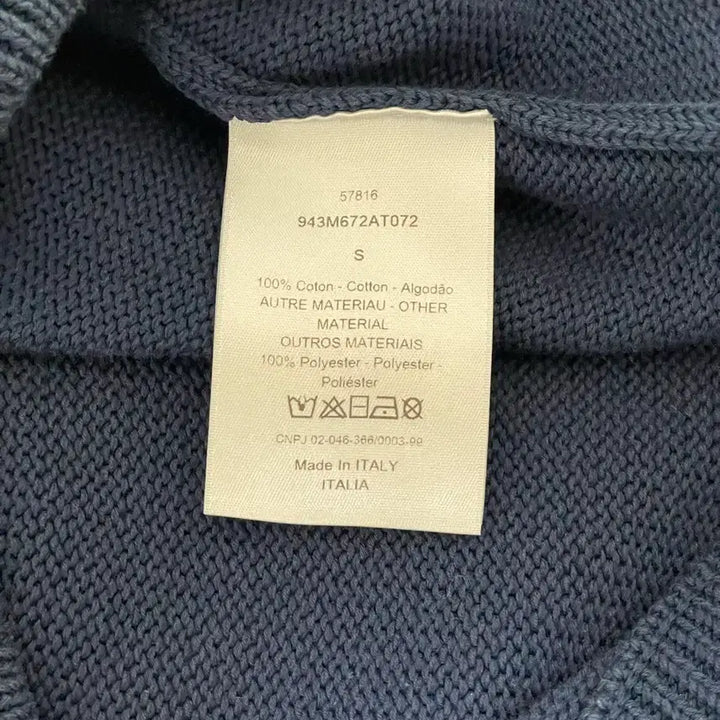 57816
943M672AT072
S
100% Coton - Cotton - Algodão
AUTRE MATERIAU - OTHER
MATERIAL
OUTROS MATERIAIS
100% Polyester - Polyester -
Poliéster
CNPJ 02-046-366/0003-99
Made In ITALY
ITALIA